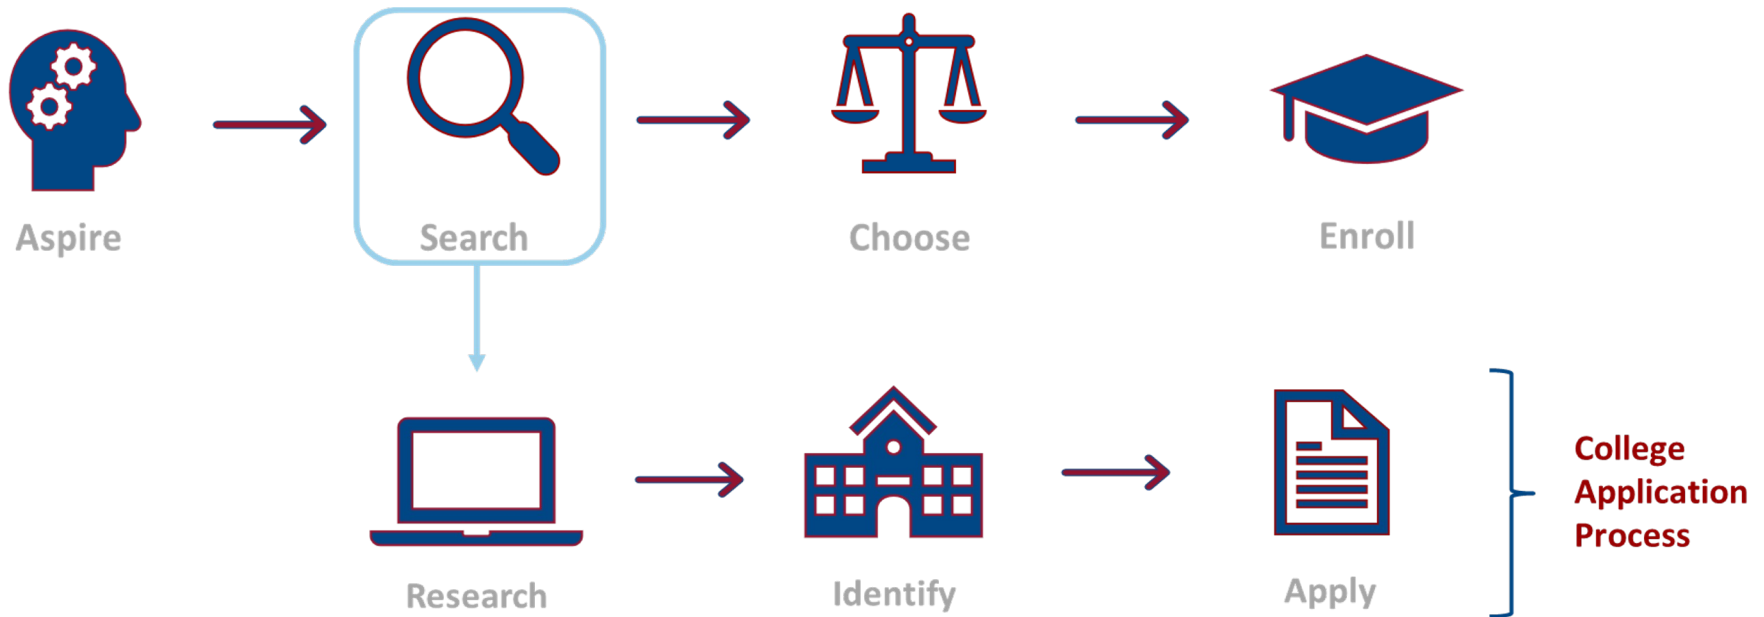 Aspire
Search
Choose
Enroll
Research
Identify
Apply
College
Application
Process